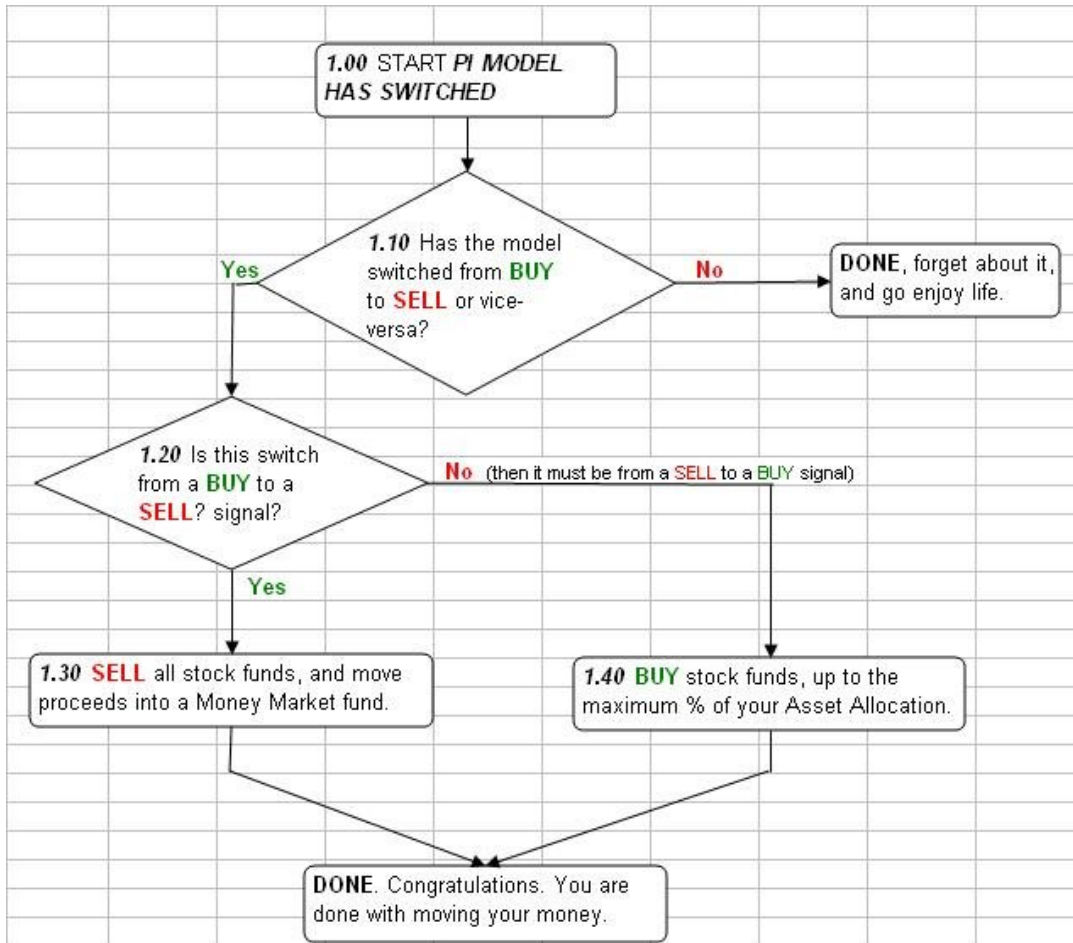 1.00 START PI MODEL
HAS SWITCHED
1.10 Has the model
switched from BUY
to SELL or vice-
versa?
Yes
No
DONE, forget about it,
and go enjoy life.
1.20 Is this switch
from a BUY to a
SELL? signal?
No (then it must be from a SELL to a BUY signal)
Yes
1.30 SELL all stock funds, and move
proceeds into a Money Market fund.
1.40 BUY stock funds, up to the
maximum % of your Asset Allocation.
DONE. Congratulations. You are
done with moving your money.